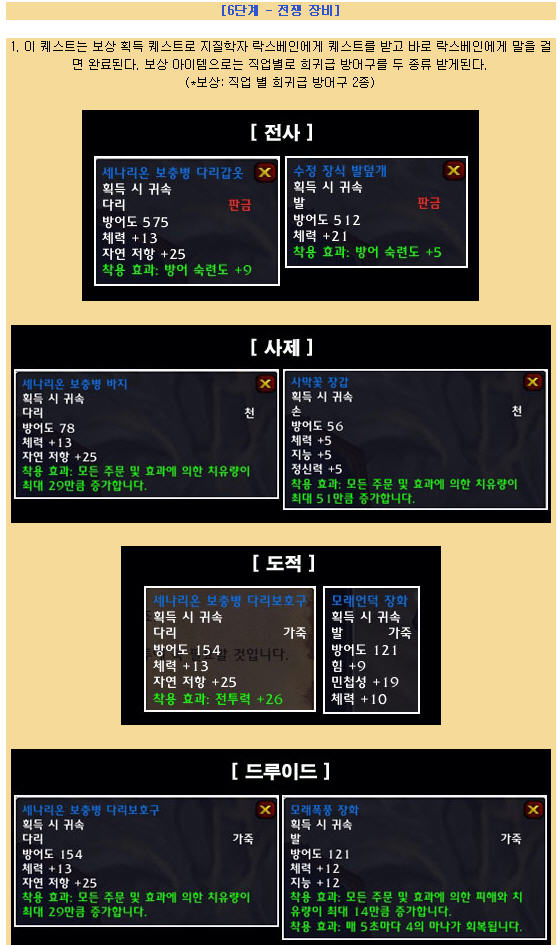 [6단계 - 전쟁 장비]
1. 이 퀘스트는 보상 획득 퀘스트로 지질학자 락스베인에게 퀘스트를 받고 바로 락스베인에게 말을 걸
면 완료된다. 보상 아이템으로는 직업별로 희귀급 방어구를 두 종류 받게된다.
(*보상: 직업 별 희귀급 방어구 2종)
[ 전사 ]
세나리온 보충병 다리갑옷
획득 시 귀속
다리 판금
방어도 575
체력 +13
자연 저항 +25
착용 효과: 방어 숙련도 +9
수정 장식 발덮개
획득 시 귀속
발 판금
방어도 512
체력 +21
착용 효과: 방어 숙련도 +5
[ 사제 ]
세나리온 보충병 바지
획득 시 귀속
다리 천
방어도 78
체력 +13
자연 저항 +25
착용 효과: 모든 주문 및 효과에 의한 치유량이
최대 29만큼 증가합니다.
사막꽃 장갑
획득 시 귀속
손 천
방어도 56
체력 +5
지능 +5
정신력 +5
착용 효과: 모든 주문 및 효과에 의한 치유량이
최대 51만큼 증가합니다.
[ 도적 ]
세나리온 보충병 다리보호구
획득 시 귀속
다리 가죽
방어도 154
체력 +13
자연 저항 +25
착용 효과: 전투력 +26
모래언덕 장화
획득 시 귀속
발 가죽
방어도 121
힘 +9
민첩성 +19
체력 +10
[ 드루이드 ]
세나리온 보충병 다리보호구
획득 시 귀속
다리 가죽
방어도 154
체력 +13
자연 저항 +25
착용 효과: 모든 주문 및 효과에 의한 치유량이
최대 29만큼 증가합니다.
모래폭풍 장화
획득 시 귀속
발 가죽
방어도 121
체력 +12
지능 +12
착용 효과: 모든 주문 및 효과에 의한 피해와 치
유량이 최대 14만큼 증가합니다.
착용 효과: 매 5초마다 4의 마나가 회복됩니다.